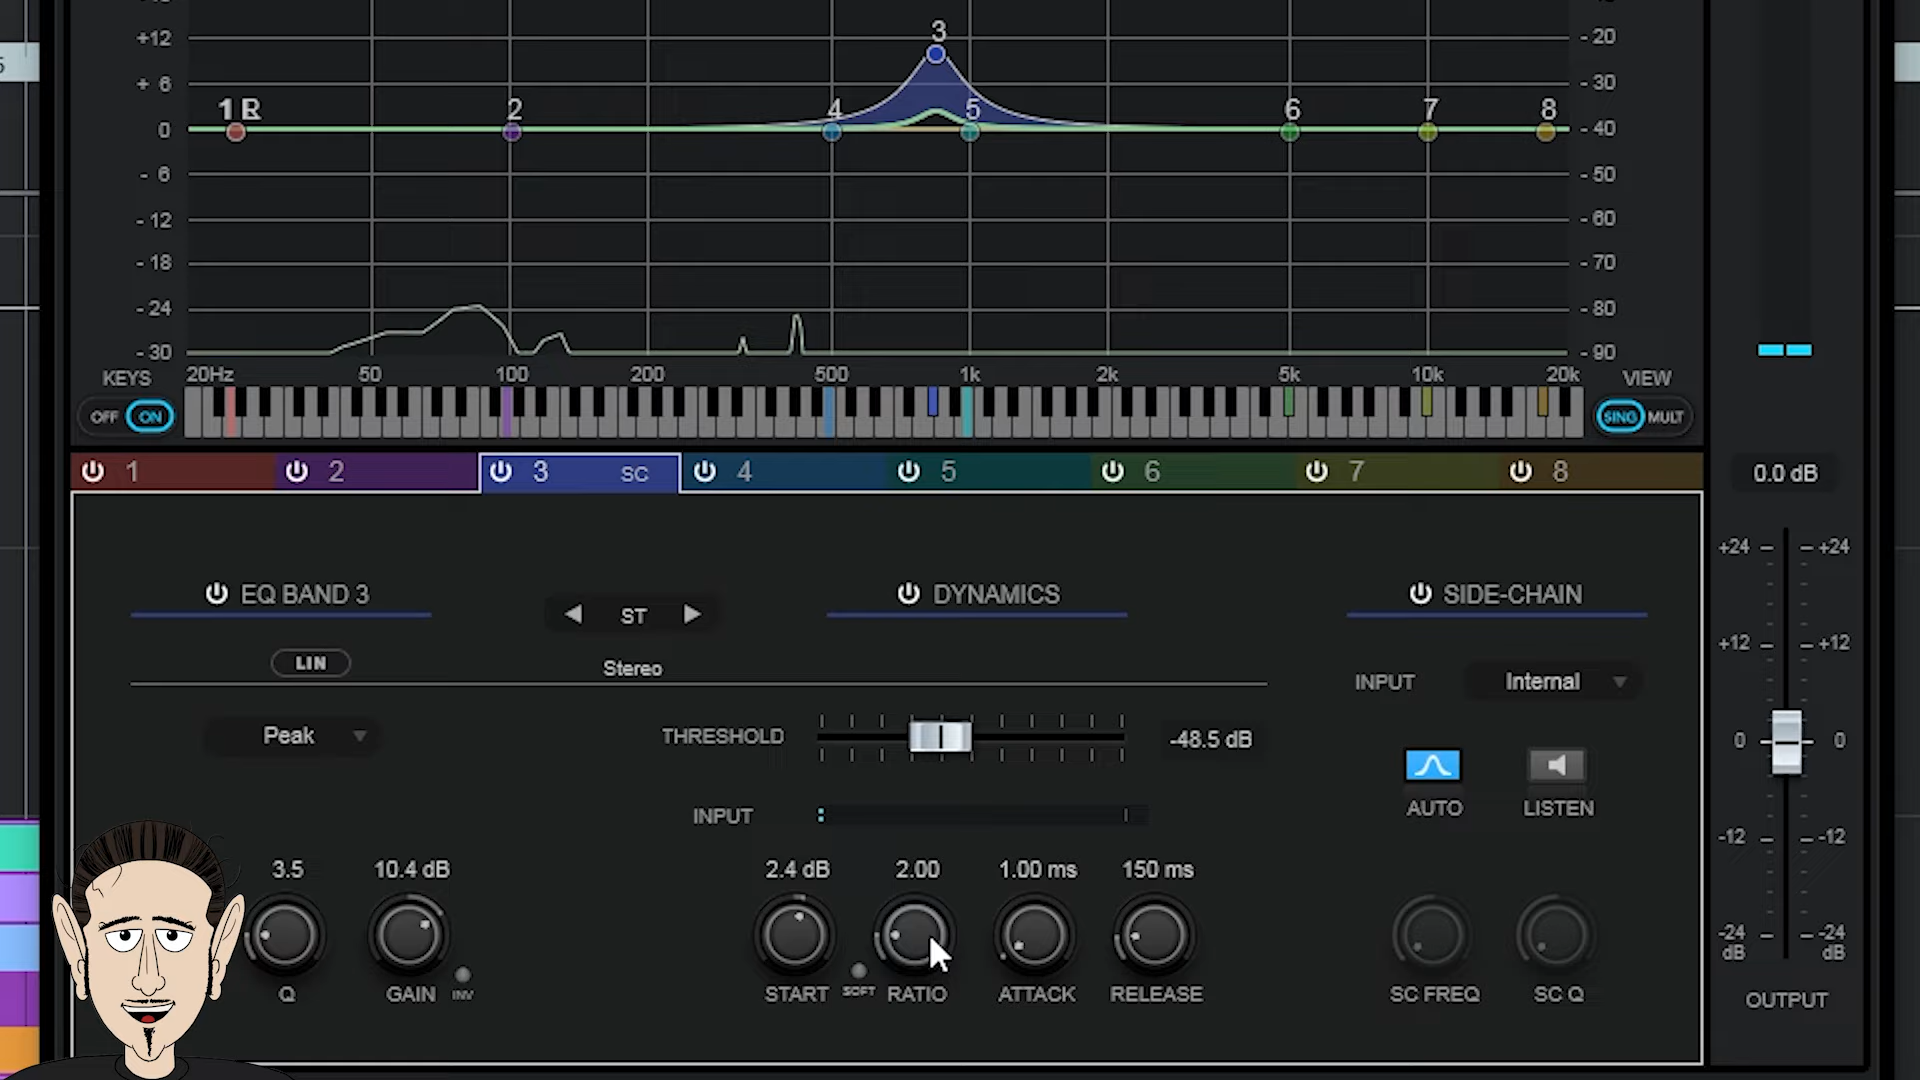 +12 - 20
+ 6 - 30
3
1 R 2 4 5 6 7 8
0 - 40
- 6 - 50
- 12 - 60
- 18 - 70
- 24 - 80
- 30 - 90
KEYS 20Hz 50 100 200 500 1k 2k 5k 10k 20k VIEW
OFF ON SING MULT
1 2 3 SC 4 5 6 7 8 0.0 dB
EQ BAND 3 ST DYNAMICS SIDE-CHAIN
LIN Stereo
INPUT Internal
Peak THRESHOLD -48.5 dB
AUTO LISTEN
INPUT
3.5 10.4 dB 2.4 dB 2.00 1.00 ms 150 ms
Q GAIN INV START SOFT RATIO ATTACK RELEASE SC FREQ SC Q
+24 +24
+12 +12
0 0
-12 -12
-24 -24
dB dB
OUTPUT